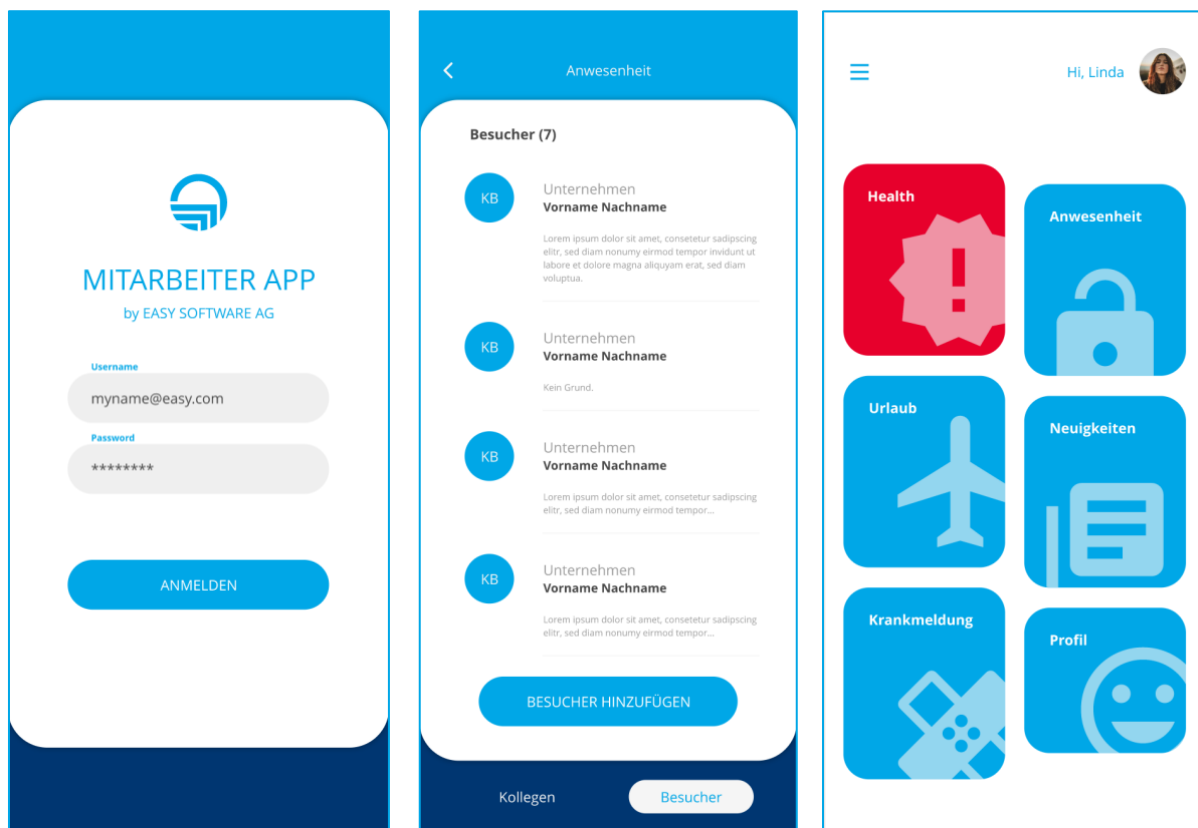 MITARBEITER APP
by EASY SOFTWARE AG
Username
myname@easy.com
Password
********
ANMELDEN
Anwesenheit
Besucher (7)
KB
Unternehmen
Vorname Nachname
Lorem ipsum dolor sit amet, consetetur sadipscing
elitr, sed diam nonumy eirmod tempor invidunt ut
labore et dolore magna aliquyam erat, sed diam
voluptua.
KB
Unternehmen
Vorname Nachname
Kein Grund.
KB
Unternehmen
Vorname Nachname
Lorem ipsum dolor sit amet, consetetur sadipscing
elitr, sed diam nonumy eirmod tempor...
KB
Unternehmen
Vorname Nachname
Lorem ipsum dolor sit amet, consetetur sadipscing
elitr, sed diam nonumy eirmod tempor...
BESUCHER HINZUFÜGEN
Kollegen
Besucher
Hi, Linda
Health
Anwesenheit
Urlaub
Neuigkeiten
Krankmeldung
Profil